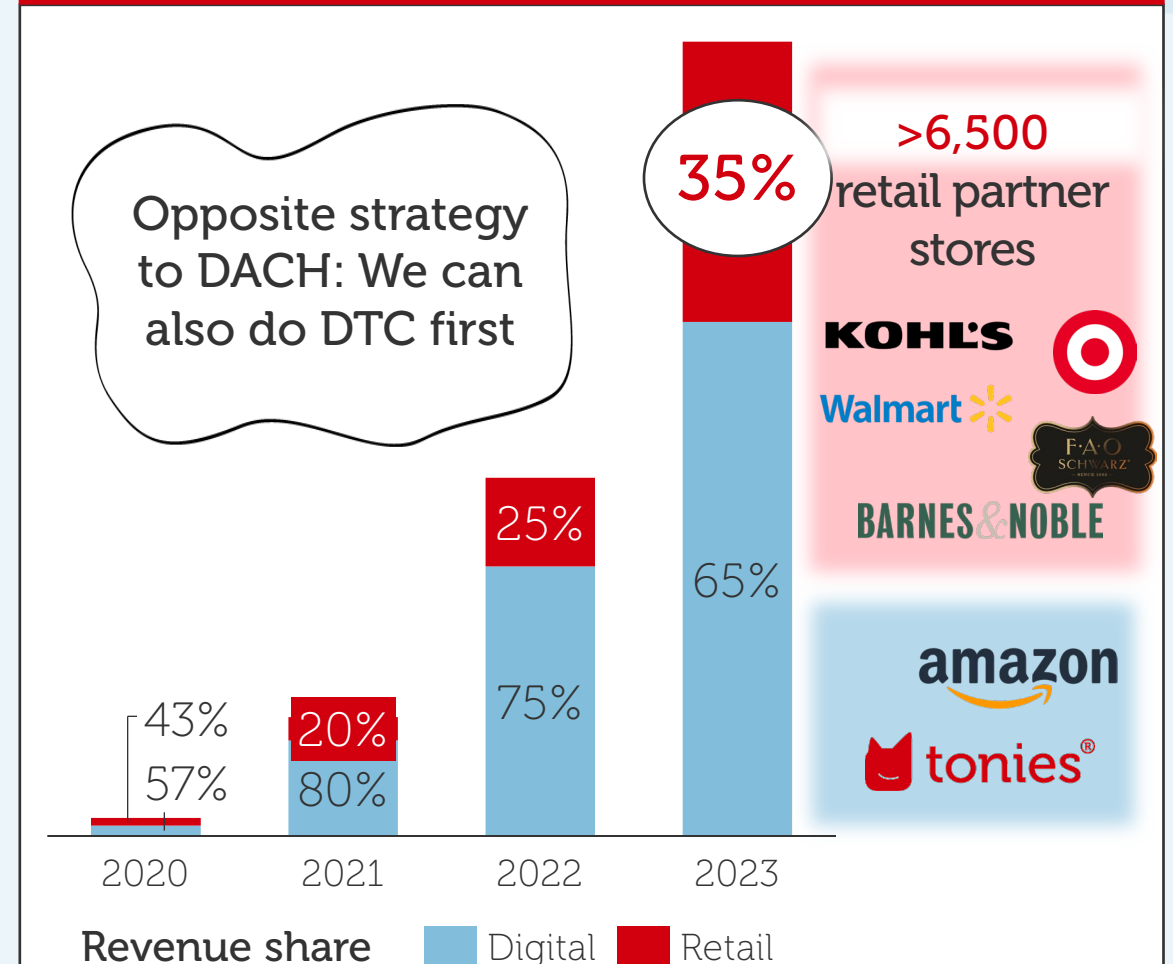 Opposite strategy
to DACH: We can
also do DTC first
35%
>6,500
retail partner
stores
KOHL'S
Walmart
F·A·O
SCHWARZ
BARNES&NOBLE
25%
65%
75%
amazon
tonies®
43%
57%
20%
80%
2020 2021 2022 2023
Revenue share Digital Retail